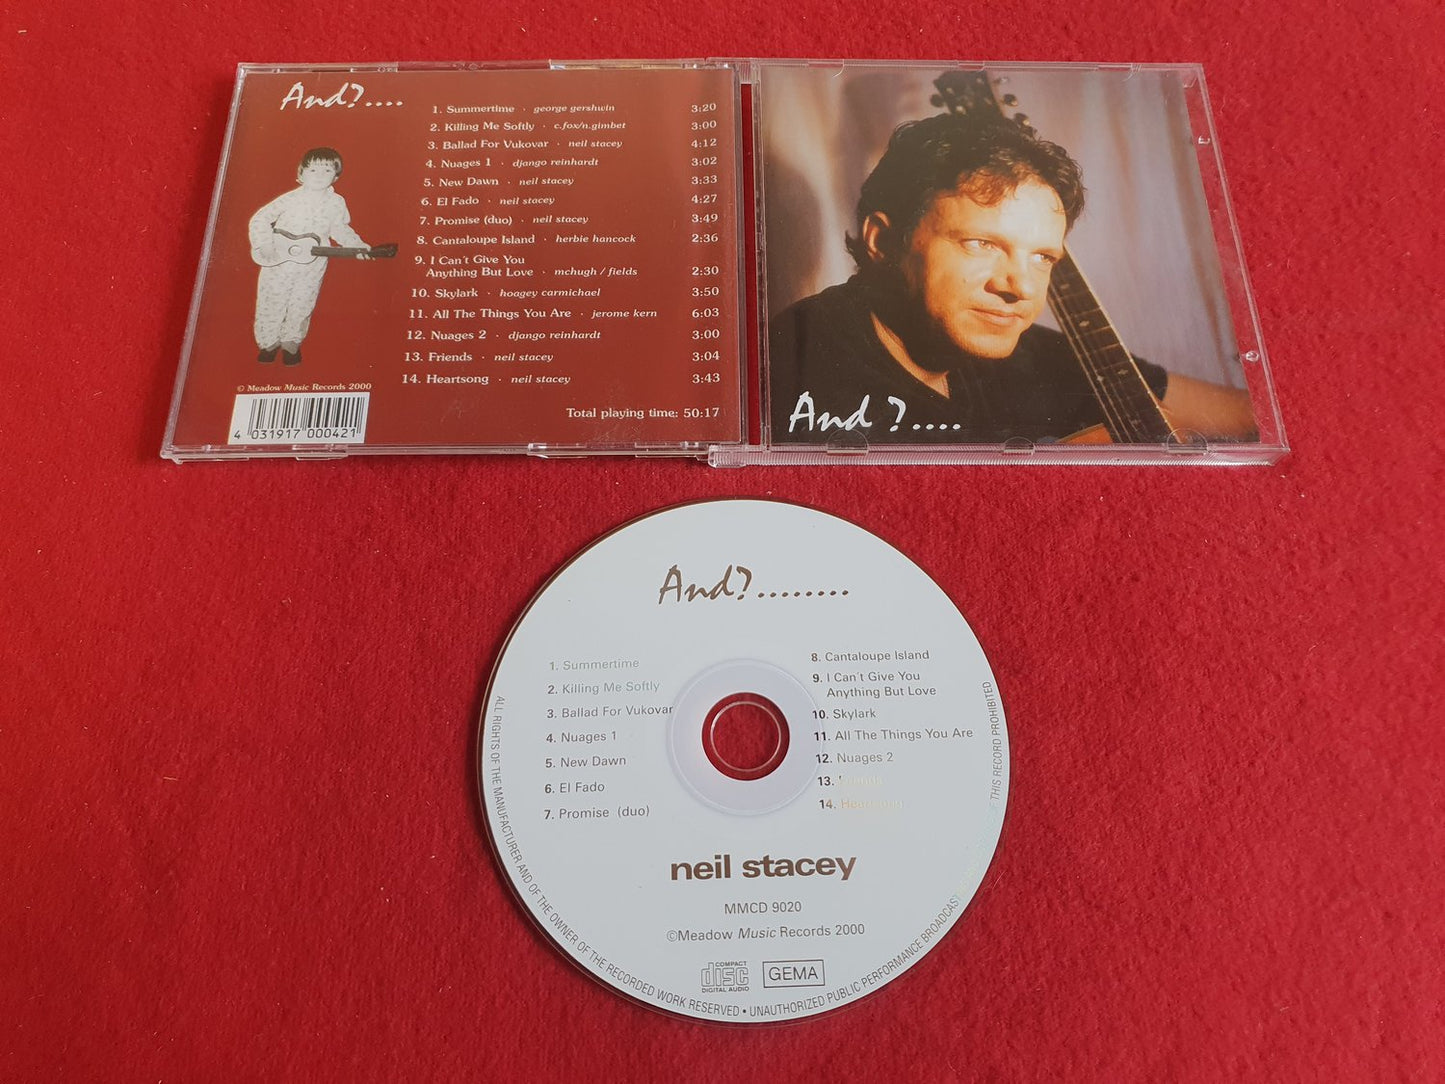 And?....
1. Summertime · george gershwin 3:20
2. Killing Me Softly · c.fox/n.gimbet 3:00
3. Ballad For Vukovar · neil stacey 4:12
4. Nuages 1 · django reinhardt 3:02
5. New Dawn · neil stacey 3:33
6. El Fado · neil stacey 4:27
7. Promise (duo) · neil stacey 3:49
8. Cantaloupe Island · herbie hancock 2:36
9. I Can´t Give You
Anything But Love · mchugh / fields 2:30
10. Skylark · hoagey carmichael 3:50
11. All The Things You Are · jerome kern 6:03
12. Nuages 2 · django reinhardt 3:00
13. Friends · neil stacey 3:04
14. Heartsong · neil stacey 3:43
© Meadow Music Records 2000
Total playing time: 50:17
4 031917 000421
And ?....
And?........
1. Summertime
2. Killing Me Softly
3. Ballad For Vukovar
4. Nuages 1
5. New Dawn
6. El Fado
7. Promise (duo)
8. Cantaloupe Island
9. I Can´t Give You
Anything But Love
10. Skylark
11. All The Things You Are
12. Nuages 2
13. Friends
14. Heartsong
neil stacey
MMCD 9020
©Meadow Music Records 2000
COMPACT
disc
DIGITAL AUDIO
GEMA
ALL RIGHTS OF THE MANUFACTURER AND OF THE OWNER OF THE RECORDED WORK RESERVED • UNAUTHORIZED PUBLIC PERFORMANCE BROADCAST THIS RECORD PROHIBITED